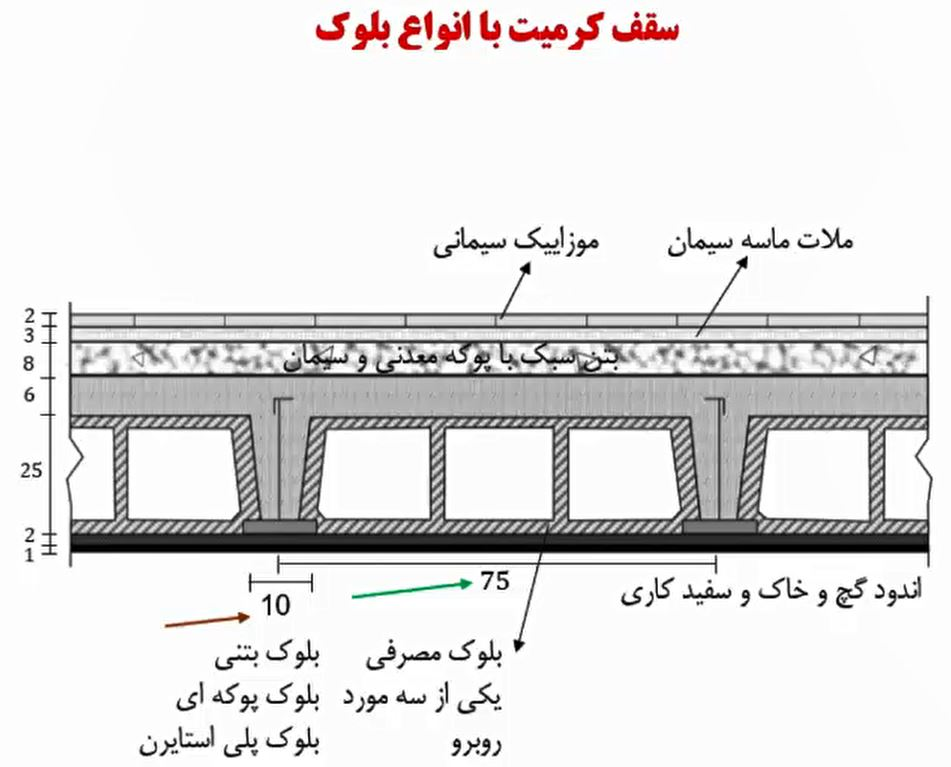 سقف کرمیت با انواع بلوک
ملات ماسه سیمان
موزاییک سیمانی
2
3
بتن سبک با پوکه معدنی و سیمان
8
6
25
2
1
75
10
اندود گچ و خاک و سفید کاری
بلوک مصرفی
یکی از سه مورد
روبرو
بلوک بتنی
بلوک پوکه ای
بلوک پلی استایرن